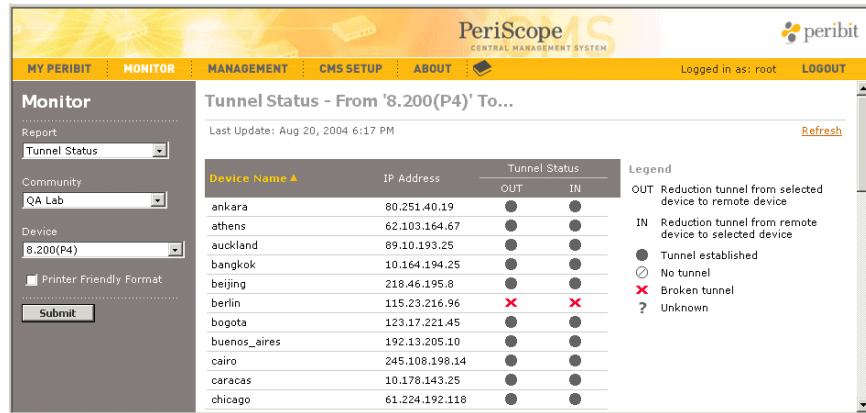 PeriScope
CENTRAL MANAGEMENT SYSTEM
CMS
peribit
MY PERIBIT MONITOR MANAGEMENT CMS SETUP ABOUT Logged in as: root LOGOUT
Monitor
Report
Tunnel Status
Community
QA Lab
Device
8.200(P4)
Printer Friendly Format
Submit
Tunnel Status - From '8.200(P4)' To...
Last Update: Aug 20, 2004 6:17 PM Refresh
Device Name IP Address Tunnel Status
OUT IN
ankara 80.251.40.19
athens 62.103.164.67
auckland 89.10.193.25
bangkok 10.164.194.25
beijing 218.46.195.8
berlin 115.23.216.96
bogota 123.17.221.45
buenos_aires 192.13.205.10
cairo 245.108.198.14
caracas 10.178.143.25
chicago 61.224.192.118
Legend
OUT Reduction tunnel from selected
device to remote device
IN Reduction tunnel from remote
device to selected device
Tunnel established
No tunnel
Broken tunnel
? Unknown